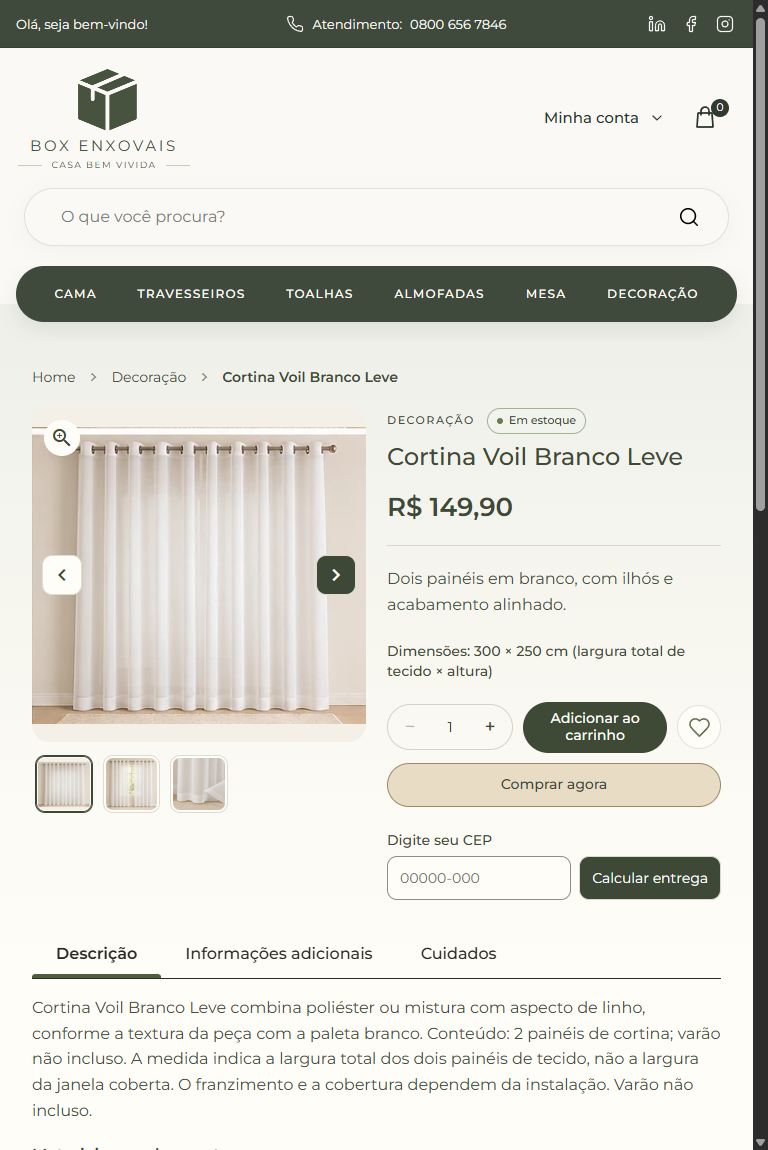 Olá, seja bem-vindo!
Atendimento: 0800 656 7846
BOX ENXOVAIS
CASA BEM VIVIDA
Minha conta
0
O que você procura?
CAMA
TRAVESSEIROS
TOALHAS
ALMOFADAS
MESA
DECORAÇÃO
Home > Decoração > Cortina Voil Branco Leve
DECORAÇÃO
Em estoque
Cortina Voil Branco Leve
R$ 149,90
Dois painéis em branco, com ilhós e
acabamento alinhado.
Dimensões: 300 × 250 cm (largura total de
tecido × altura)
− 1 +
Adicionar ao
carrinho
Comprar agora
Digite seu CEP
00000-000
Calcular entrega
Descrição
Informações adicionais
Cuidados
Cortina Voil Branco Leve combina poliéster ou mistura com aspecto de linho,
conforme a textura da peça com a paleta branco. Conteúdo: 2 painéis de cortina; varão
não incluso. A medida indica a largura total dos dois painéis de tecido, não a largura
da janela coberta. O franzimento e a cobertura dependem da instalação. Varão não
incluso.